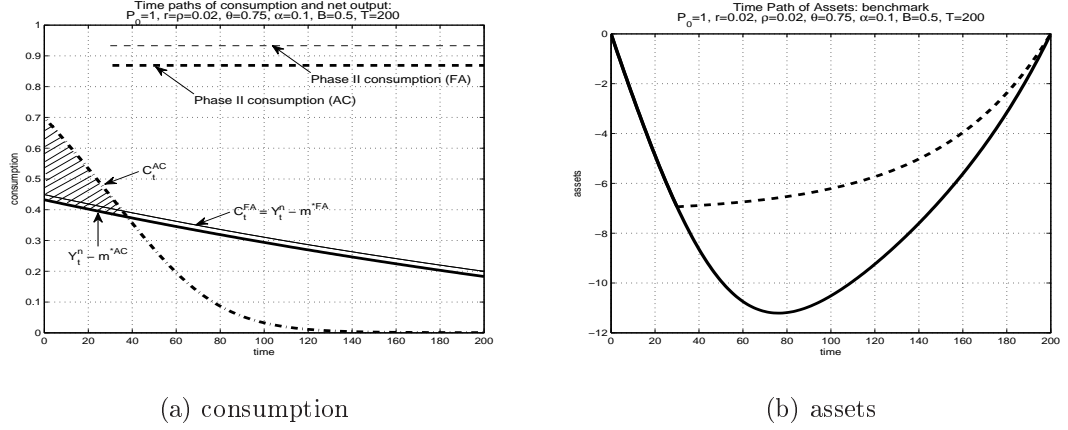 Time paths of consumption and net output:
P₀=1, r=ρ=0.02, θ=0.75, α=0.1, B=0.5, T=200
1
0.9
0.8
0.7
0.6
0.5
0.4
0.3
0.2
0.1
0
consumption
Phase II consumption (FA)
Phase II consumption (AC)
C_t^AC
C_t^FA = Y_t^n − m^*FA
Y_t^n − m^*AC
0 20 40 60 80 100 120 140 160 180 200
time
(a) consumption
Time Path of Assets: benchmark
P₀=1, r=0.02, ρ=0.02, θ=0.75, α=0.1, B=0.5, T=200
0
−2
−4
−6
−8
−10
−12
assets
0 20 40 60 80 100 120 140 160 180 200
time
(b) assets